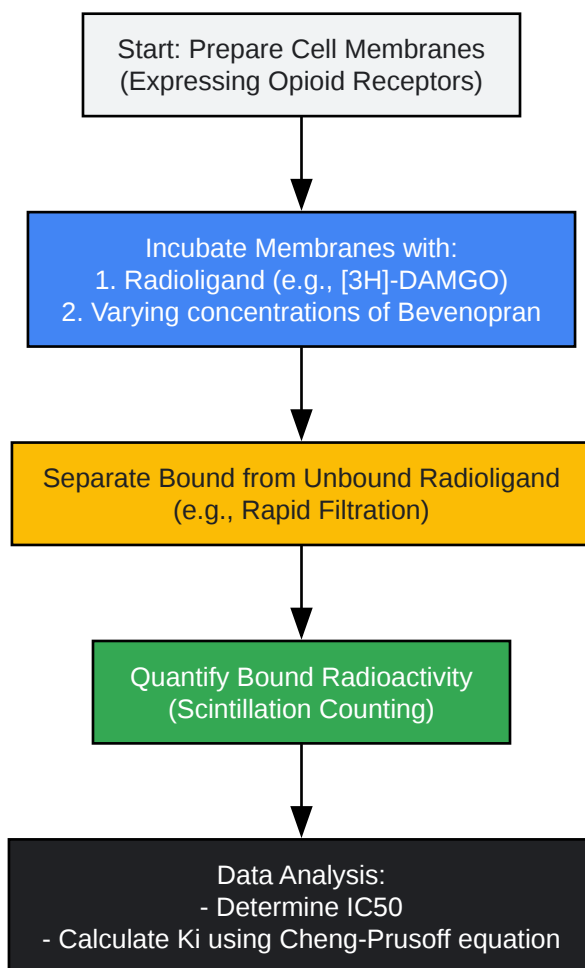 Start: Prepare Cell Membranes
(Expressing Opioid Receptors)
Incubate Membranes with:
1. Radioligand (e.g., [3H]-DAMGO)
2. Varying concentrations of Bevenopran
Separate Bound from Unbound Radioligand
(e.g., Rapid Filtration)
Quantify Bound Radioactivity
(Scintillation Counting)
Data Analysis:
- Determine IC50
- Calculate Ki using Cheng-Prusoff equation